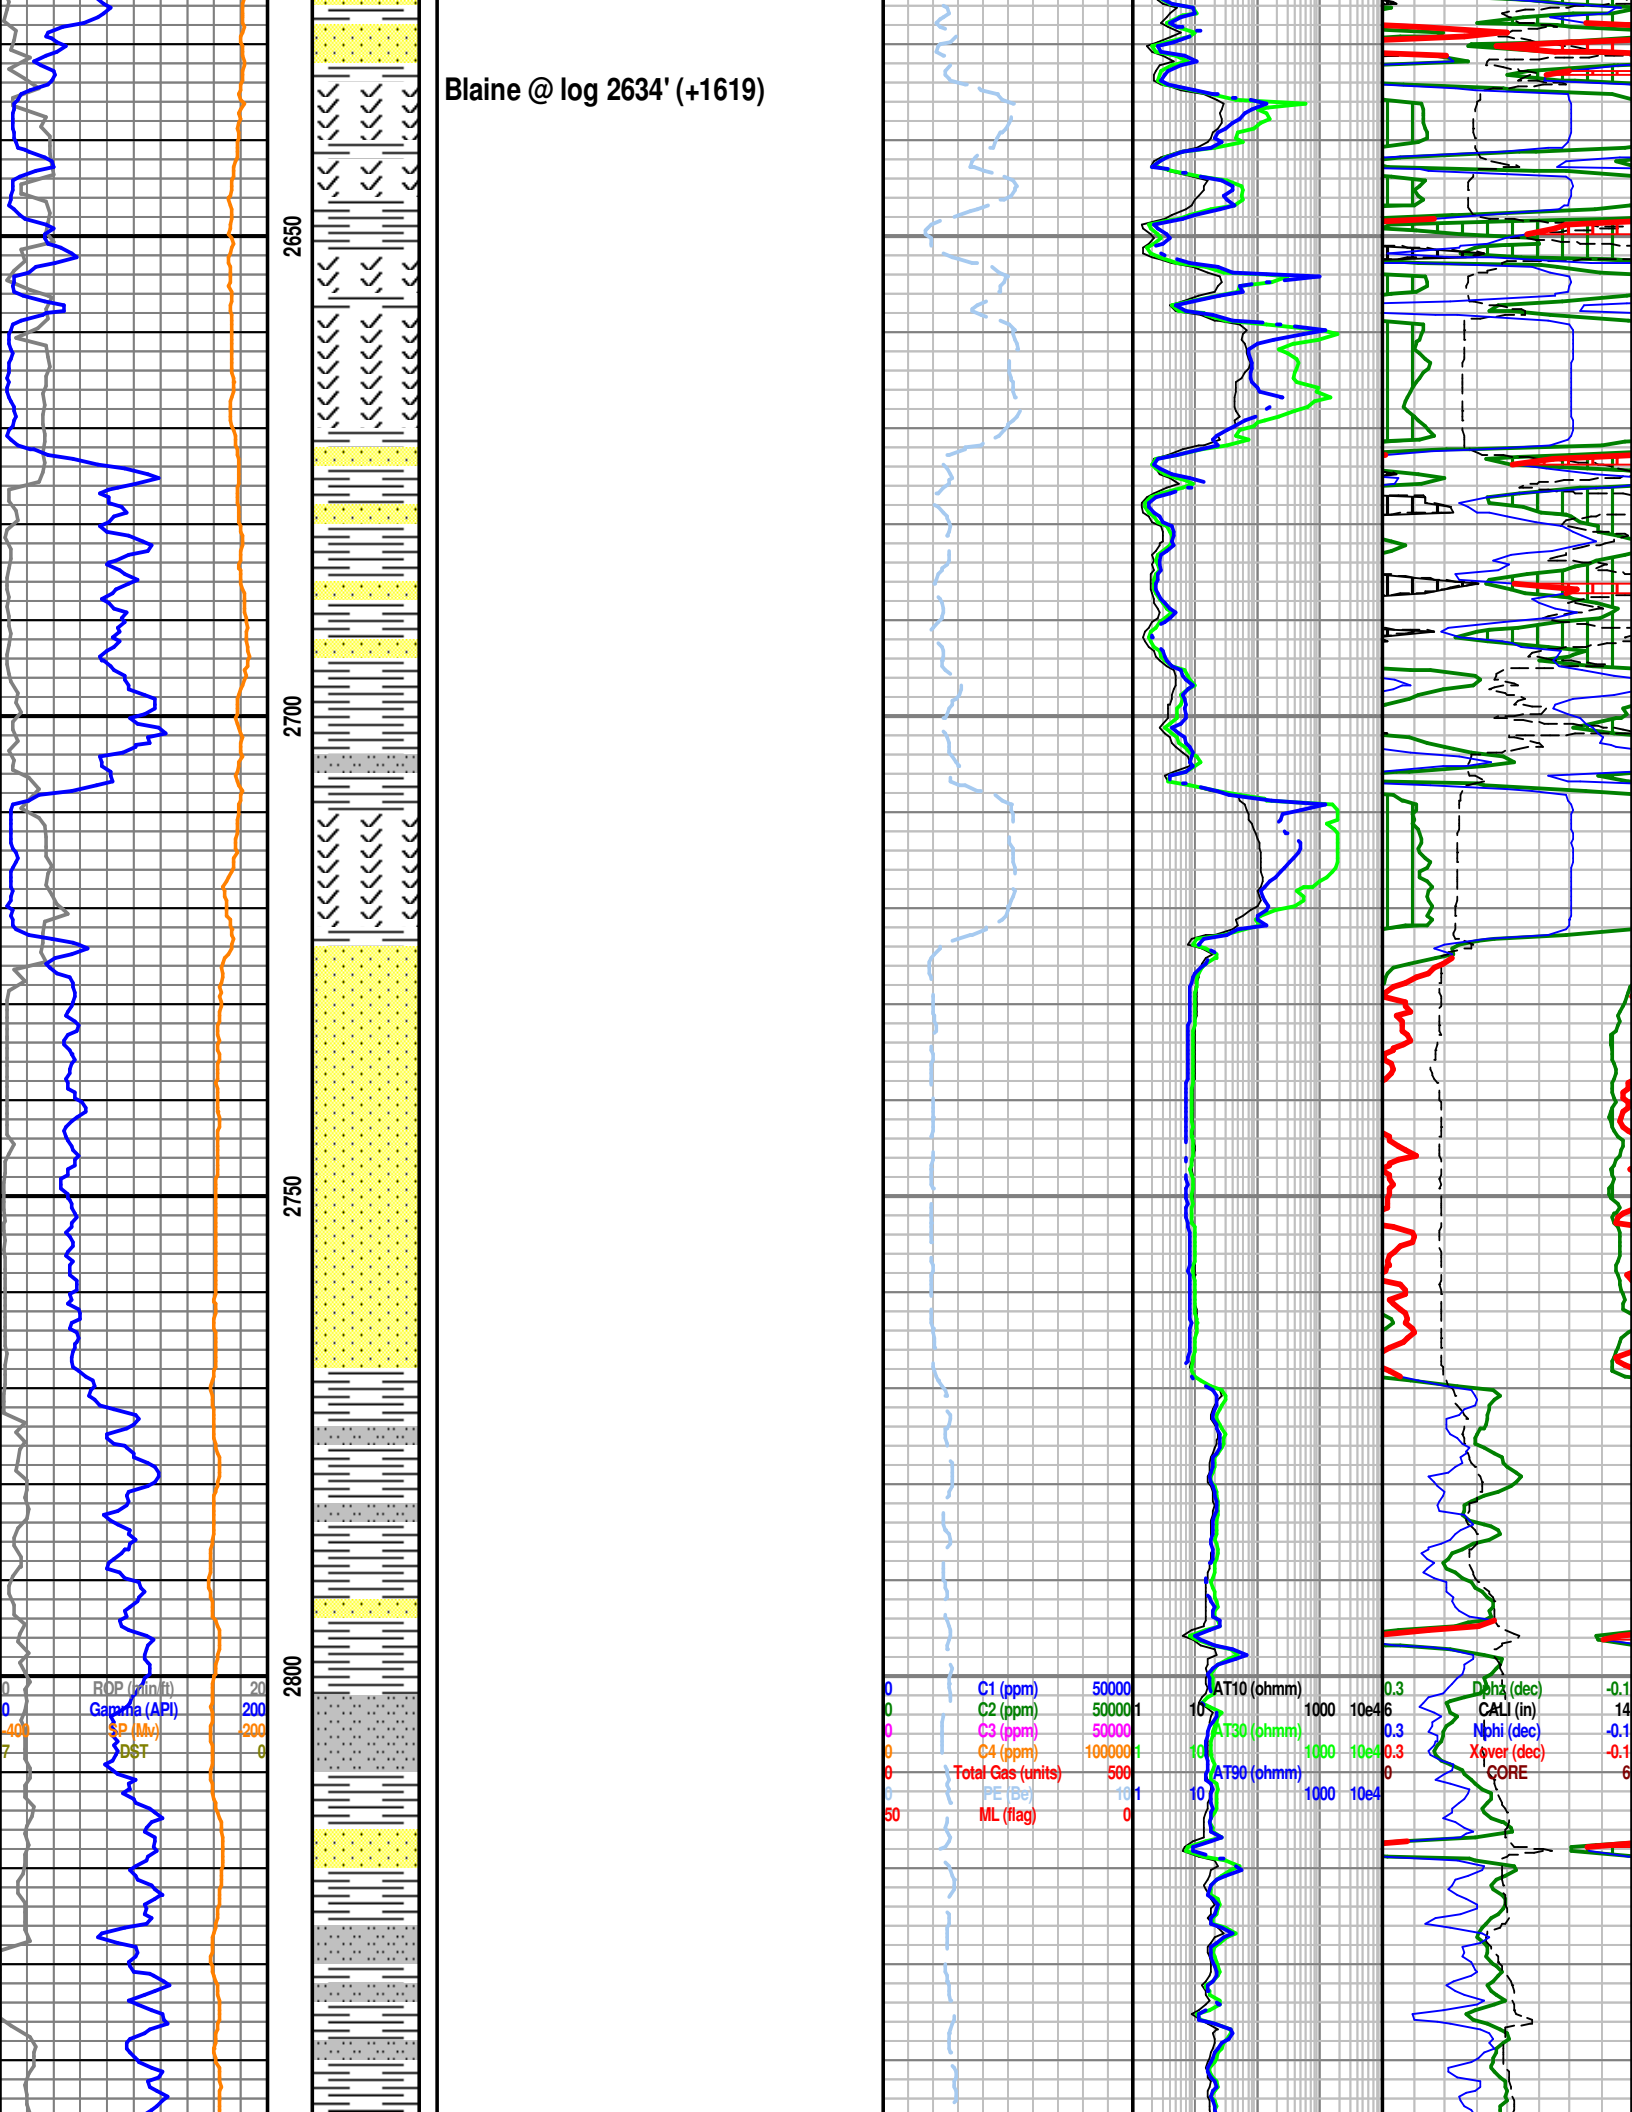 Blaine @ log 2634' (+1619)
2650
2700
2750
2800
0 ROP (min/ft) 20
0 Gamma (API) 200
-400 SP (Mv) 200
7 DST 0
0 C1 (ppm) 50000
0 C2 (ppm) 50000
0 C3 (ppm) 50000
0 C4 (ppm) 100000
0 Total Gas (units) 500
0 PE (Be) 10
50 ML (flag) 0
AT10 (ohmm)
1 10 1000 10e4
AT30 (ohmm)
1 10 1000 10e4
AT90 (ohmm)
1 10 1000 10e4
0.3 Dphz (dec) -0.1
6 CALI (in) 14
0.3 Nphi (dec) -0.1
0.3 Xover (dec) -0.1
0 CORE 6